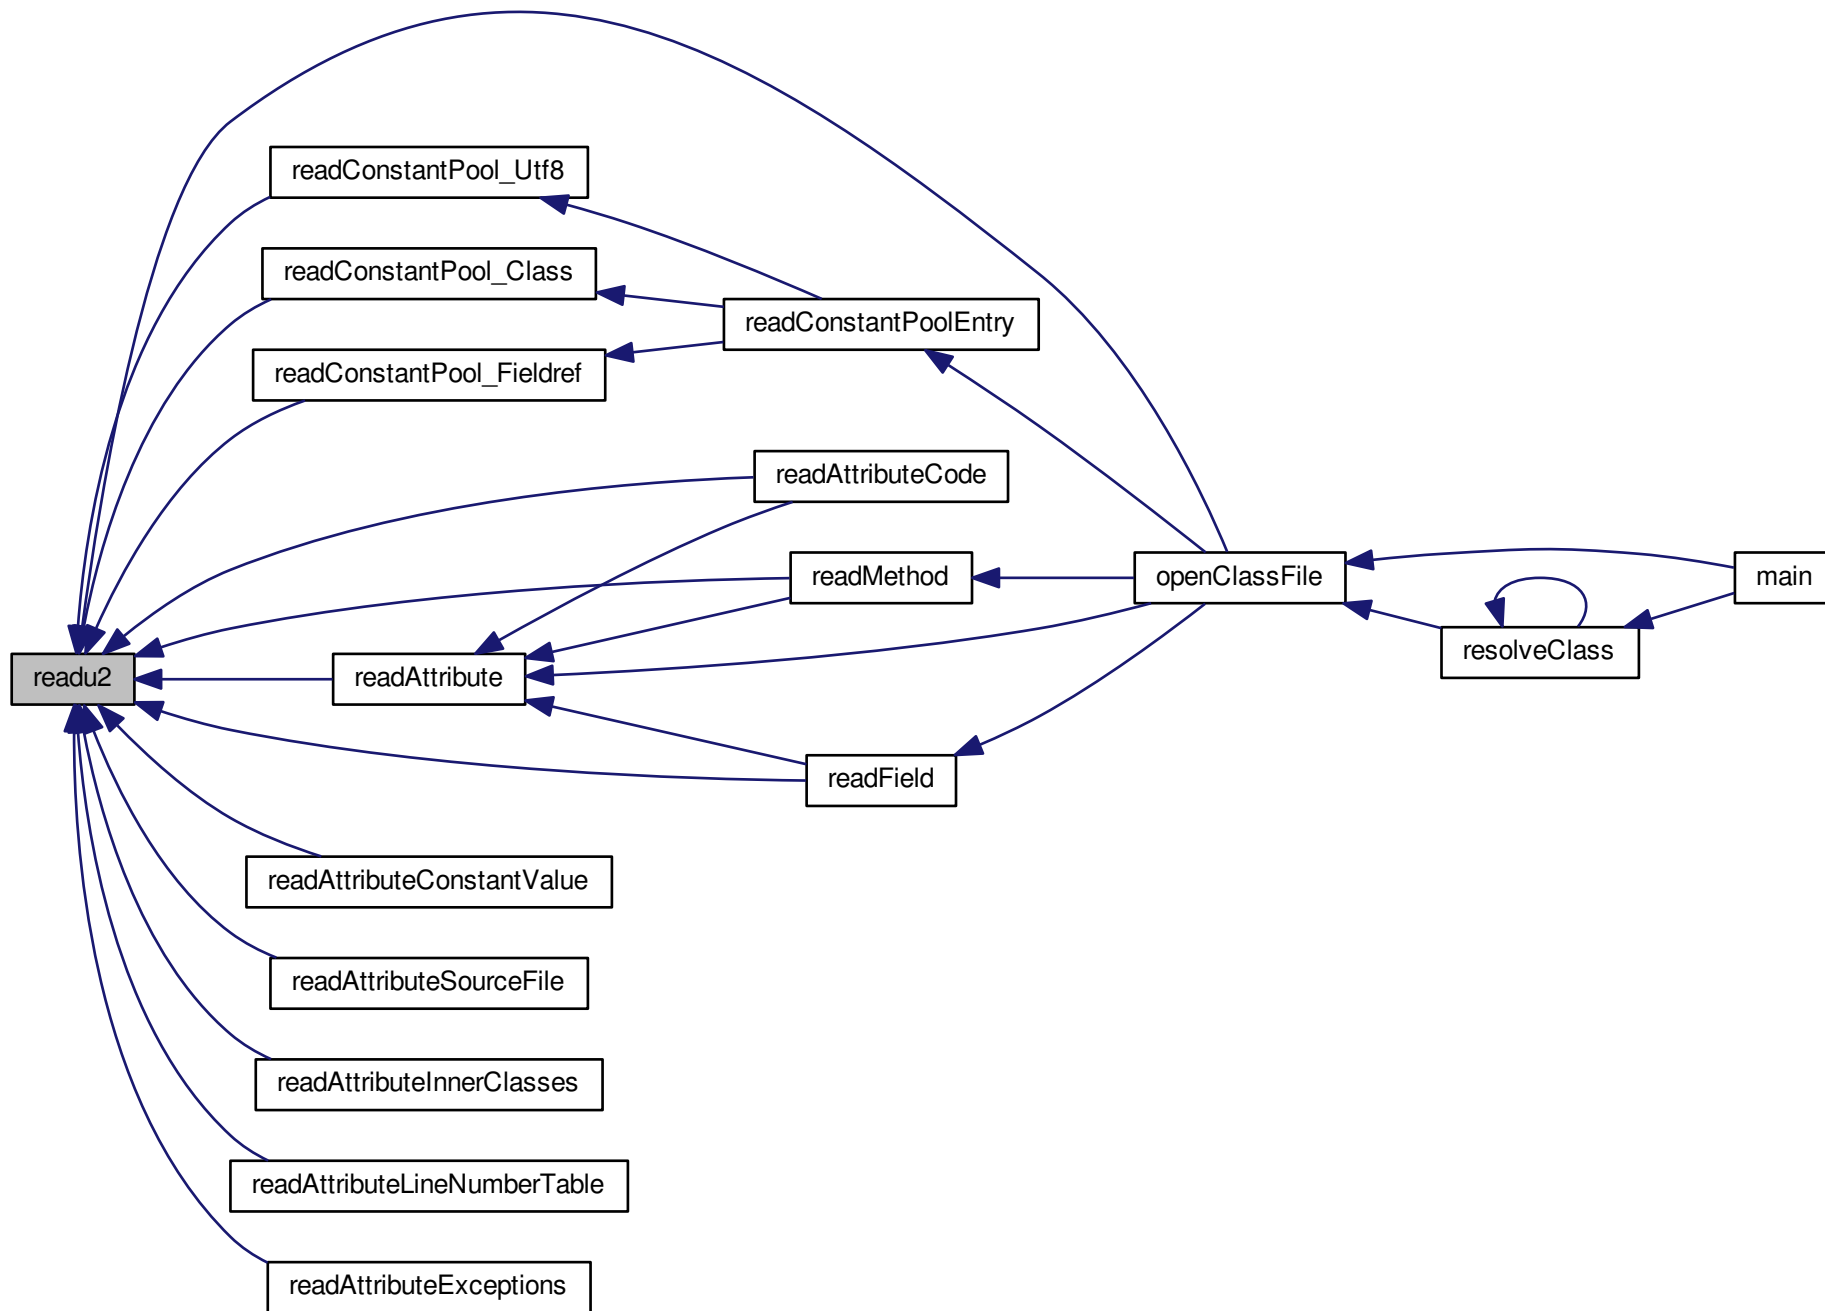 readConstantPool_Utf8
readConstantPool_Class
readConstantPoolEntry
readConstantPool_Fieldref
readAttributeCode
readMethod
openClassFile
main
resolveClass
readu2
readAttribute
readField
readAttributeConstantValue
readAttributeSourceFile
readAttributeInnerClasses
readAttributeLineNumberTable
readAttributeExceptions